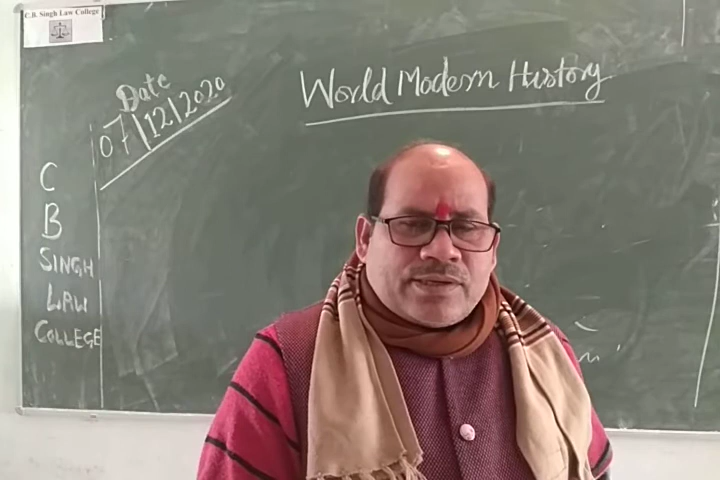 C.B. Singh Law College
Date
07/12/2020
World Modern History
C
B
SINGH
LAW
COLLEGE